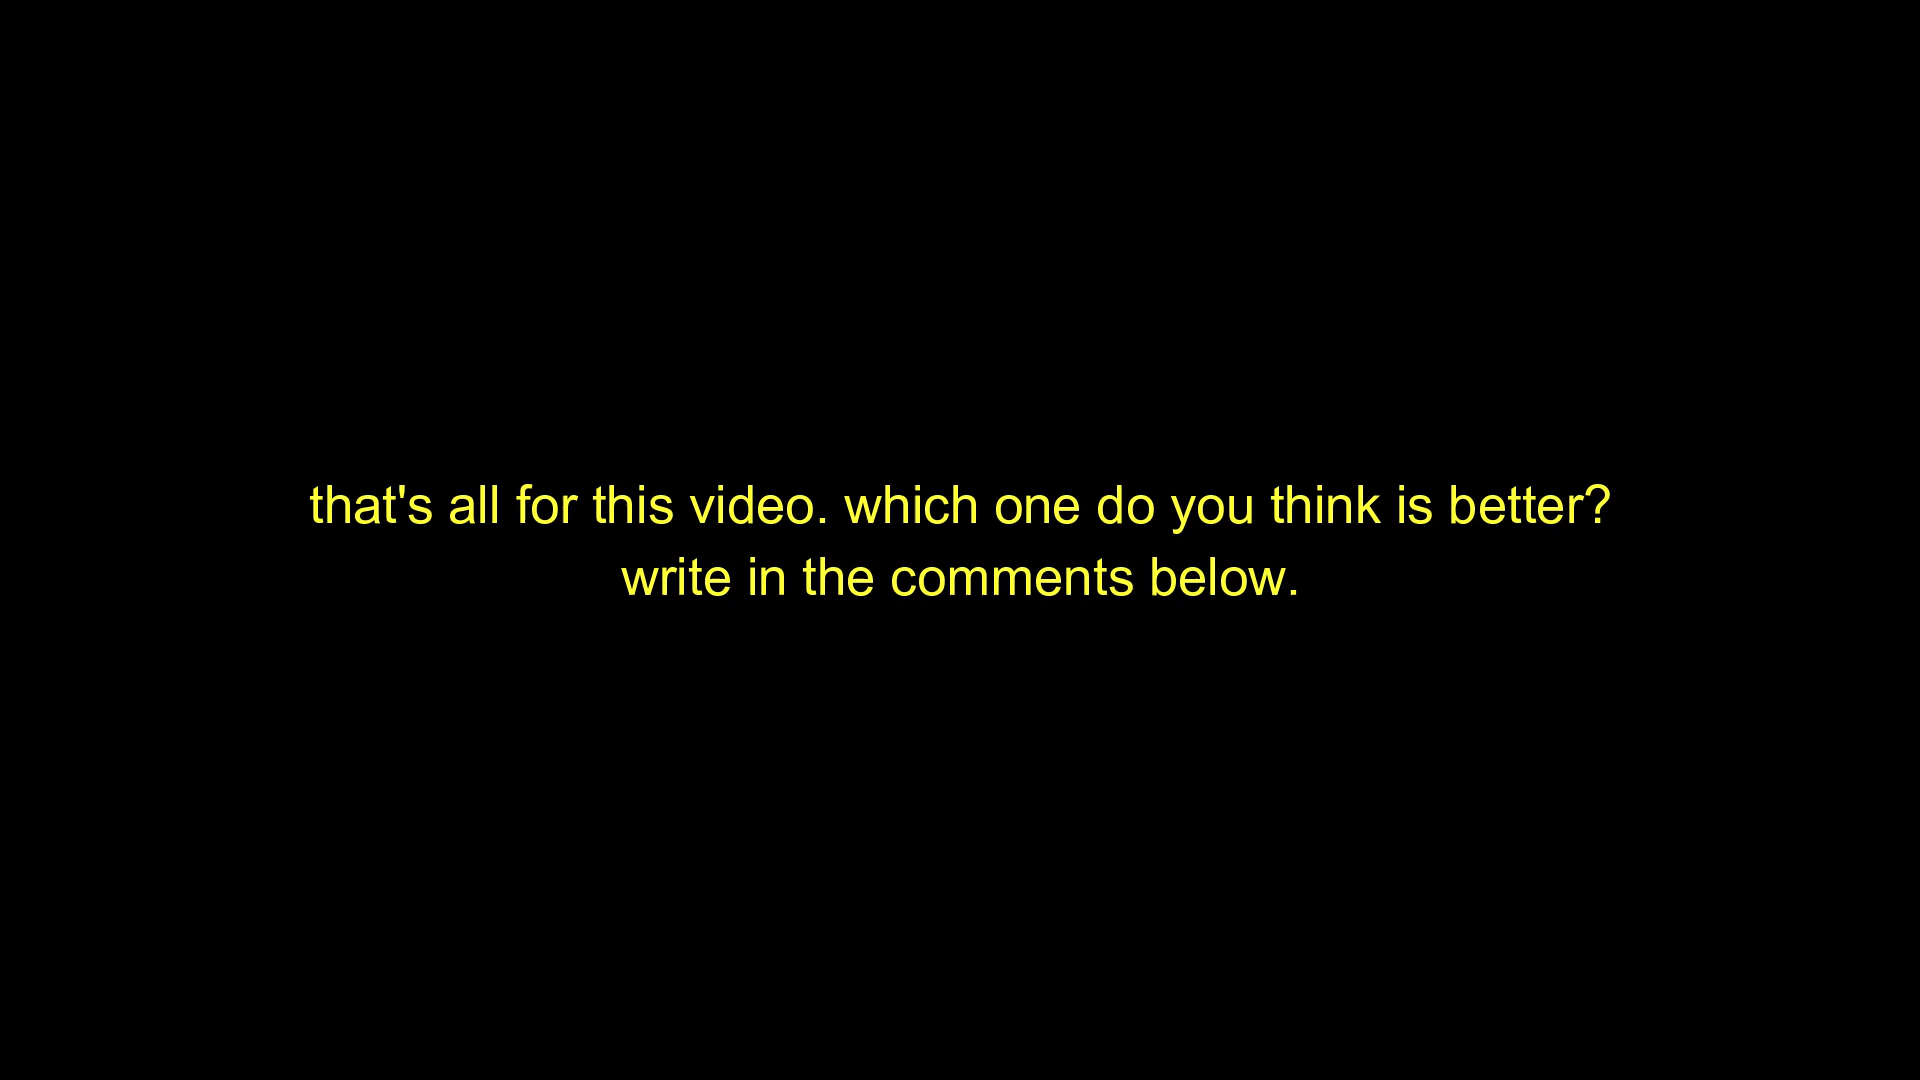 that's all for this video. which one do you think is better?
write in the comments below.